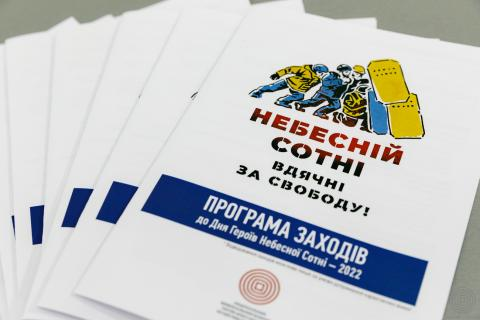 НЕБЕСНІЙ
СОТНІ
ВДЯЧНІ
ЗА СВОБОДУ!
ПРОГРАМА ЗАХОДІВ
до Дня Героїв Небесної Сотні – 2022